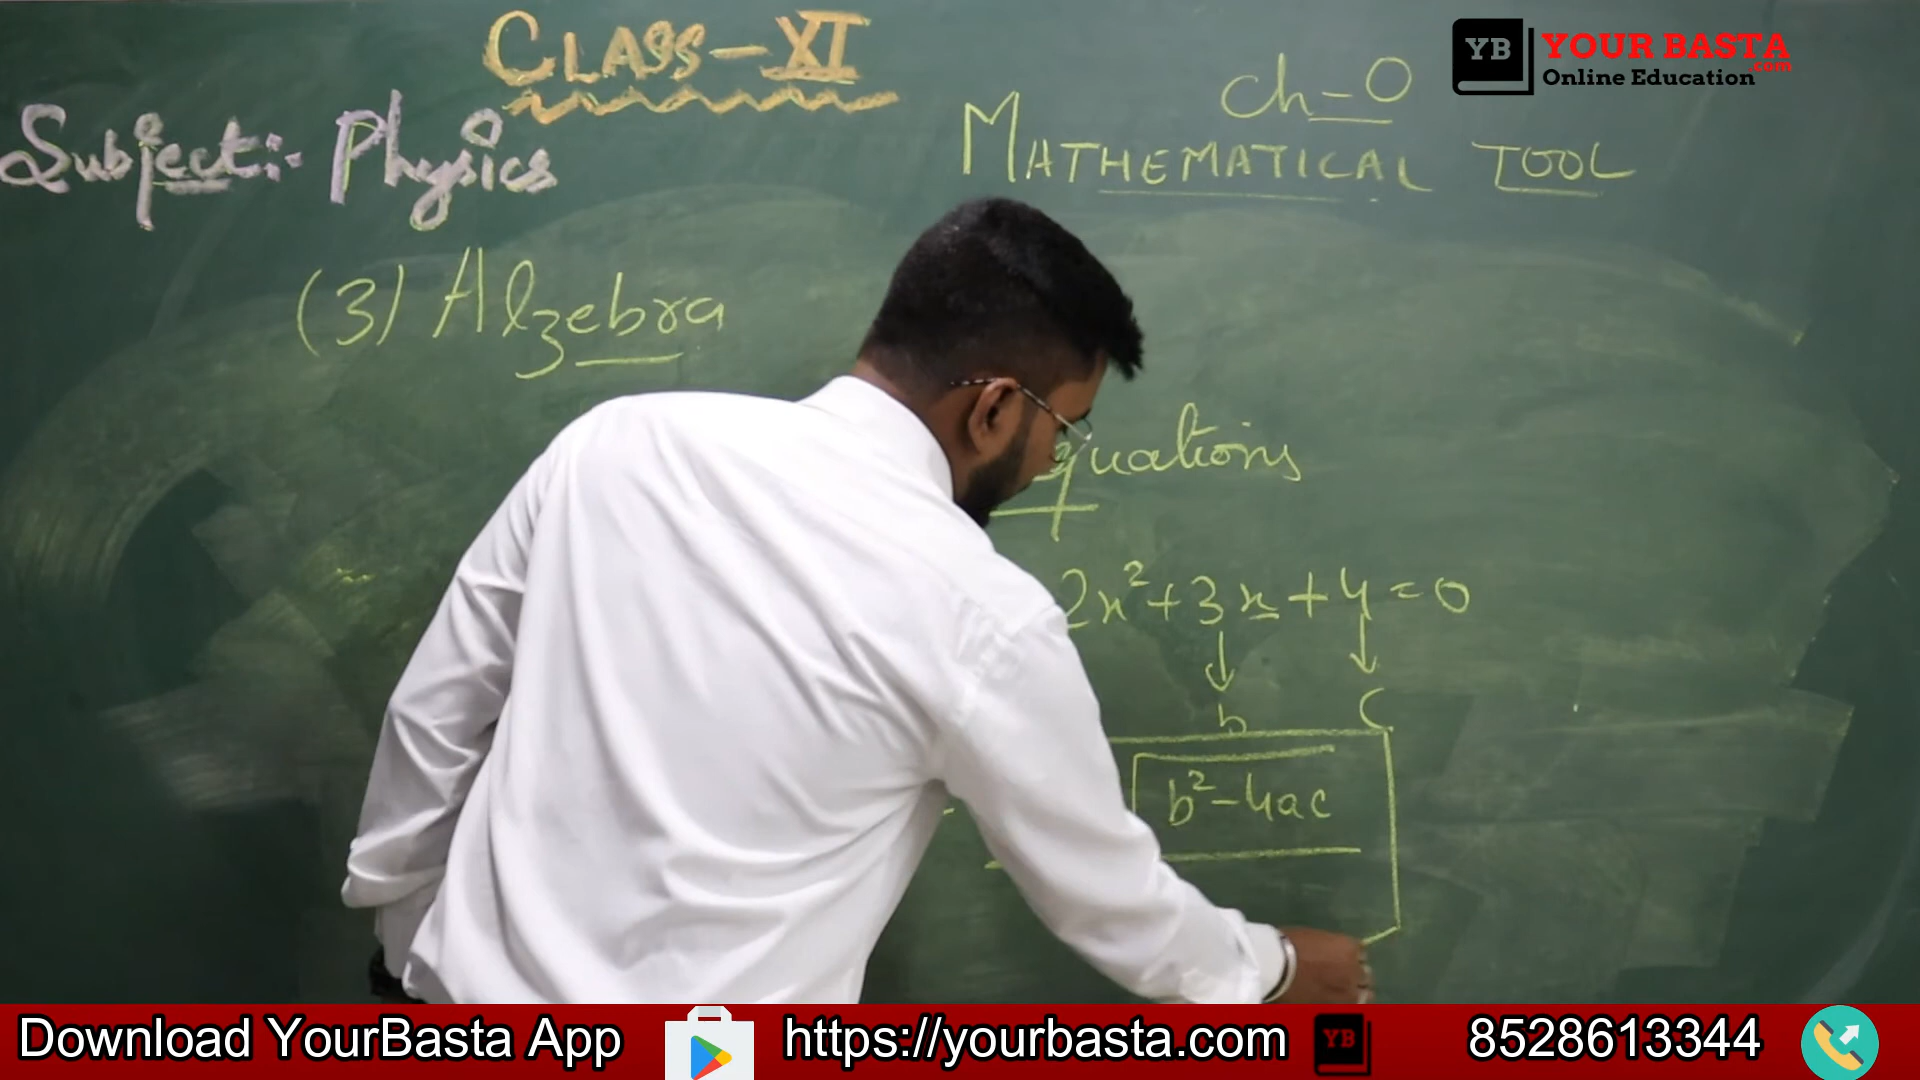 CLASS-XI
YB
YOUR BASTA
.com
Online Education
Subject:- Physics
Ch-0
MATHEMATICAL TOOL
(3) Algebra
quations
2x²+3x+4=0
b
C
b²-4ac
Download YourBasta App
https://yourbasta.com
YB
8528613344